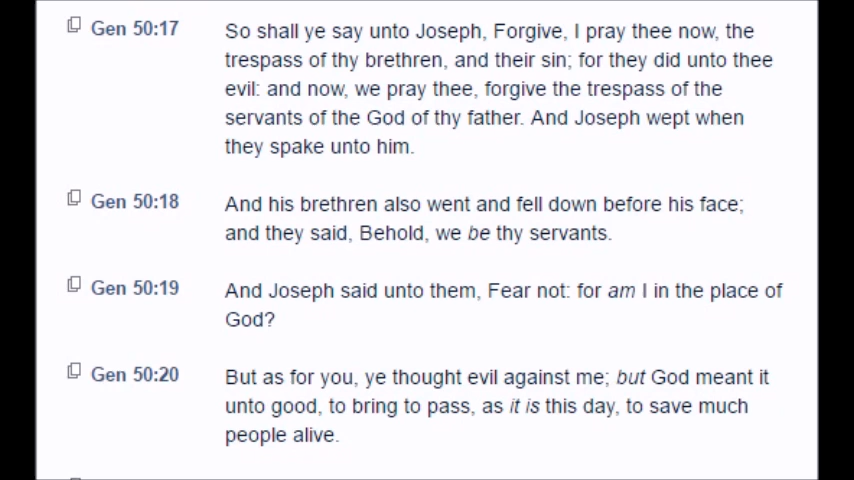 Gen 50:17 So shall ye say unto Joseph, Forgive, I pray thee now, the
trespass of thy brethren, and their sin; for they did unto thee
evil: and now, we pray thee, forgive the trespass of the
servants of the God of thy father. And Joseph wept when
they spake unto him.
Gen 50:18 And his brethren also went and fell down before his face;
and they said, Behold, we be thy servants.
Gen 50:19 And Joseph said unto them, Fear not: for am I in the place of
God?
Gen 50:20 But as for you, ye thought evil against me; but God meant it
unto good, to bring to pass, as it is this day, to save much
people alive.